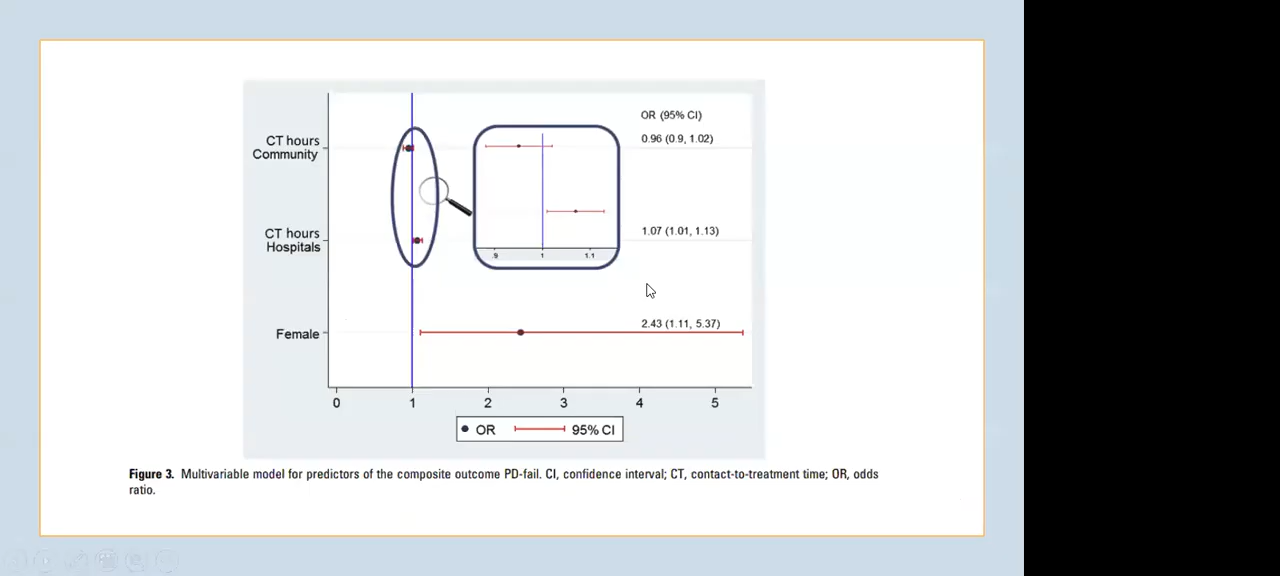 OR (95% CI)
CT hours
Community
0.96 (0.9, 1.02)
.9 1 1.1
CT hours
Hospitals
1.07 (1.01, 1.13)
Female
2.43 (1.11, 5.37)
0 1 2 3 4 5
OR 95% CI
Figure 3. Multivariable model for predictors of the composite outcome PD-fail. CI, confidence interval; CT, contact-to-treatment time; OR, odds
ratio.